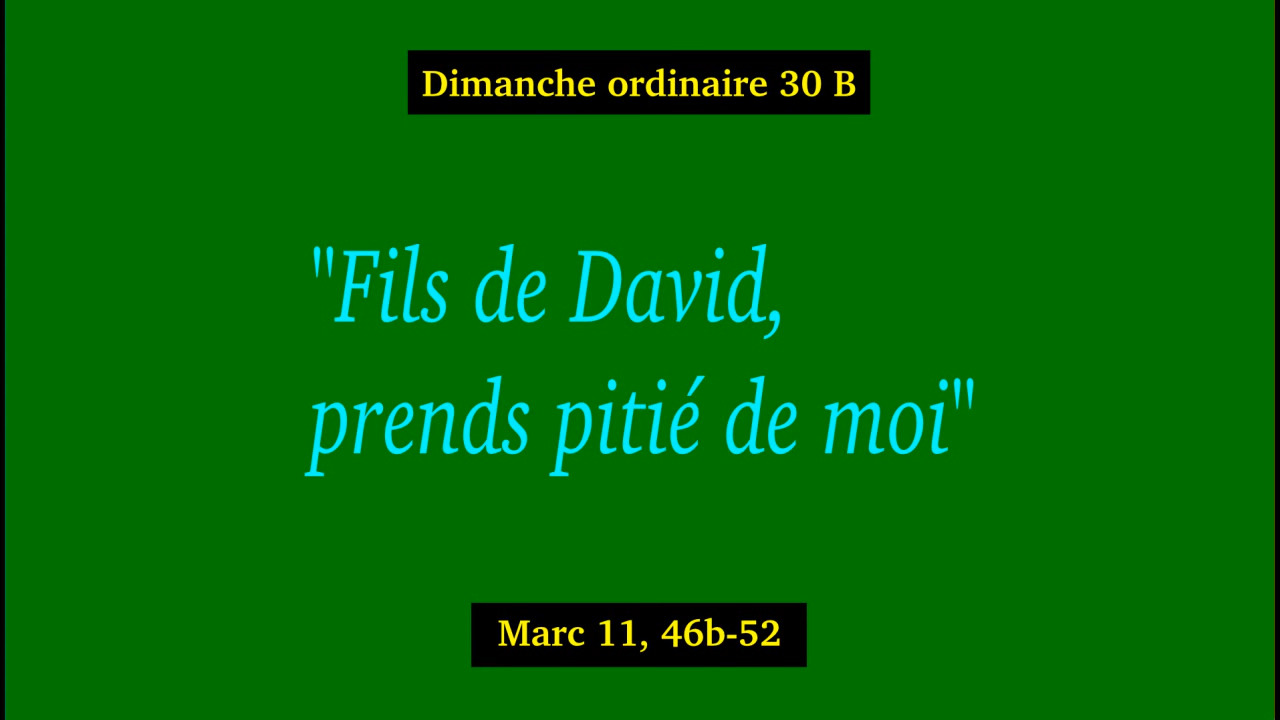 Dimanche ordinaire 30 B
"Fils de David,
prends pitié de moi"
Marc 11, 46b-52